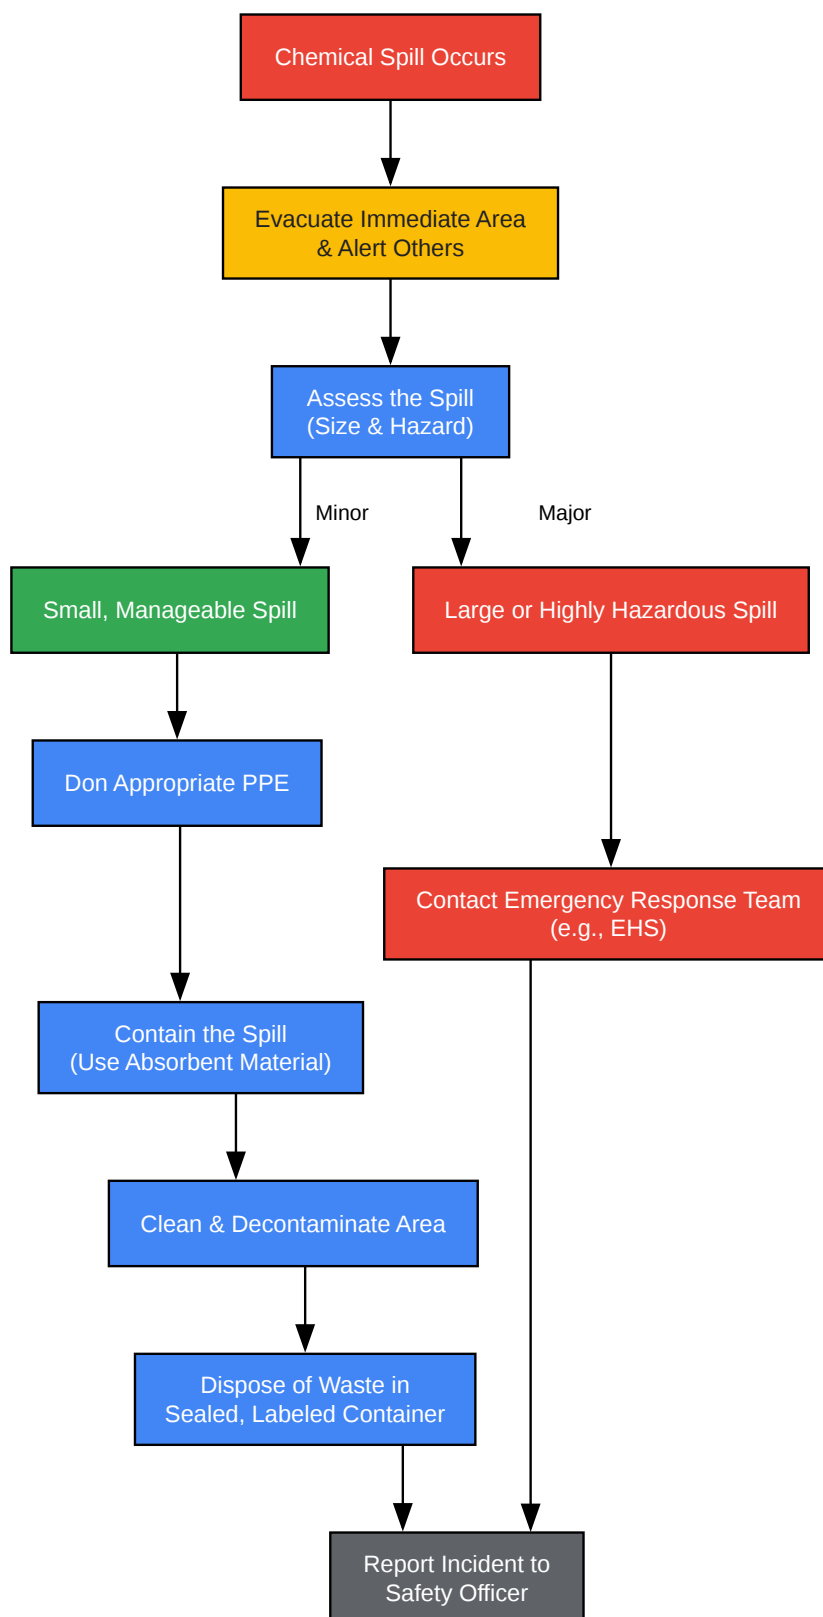 Chemical Spill Occurs
Evacuate Immediate Area
& Alert Others
Assess the Spill
(Size & Hazard)
Minor
Major
Small, Manageable Spill
Large or Highly Hazardous Spill
Don Appropriate PPE
Contact Emergency Response Team
(e.g., EHS)
Contain the Spill
(Use Absorbent Material)
Clean & Decontaminate Area
Dispose of Waste in
Sealed, Labeled Container
Report Incident to
Safety Officer